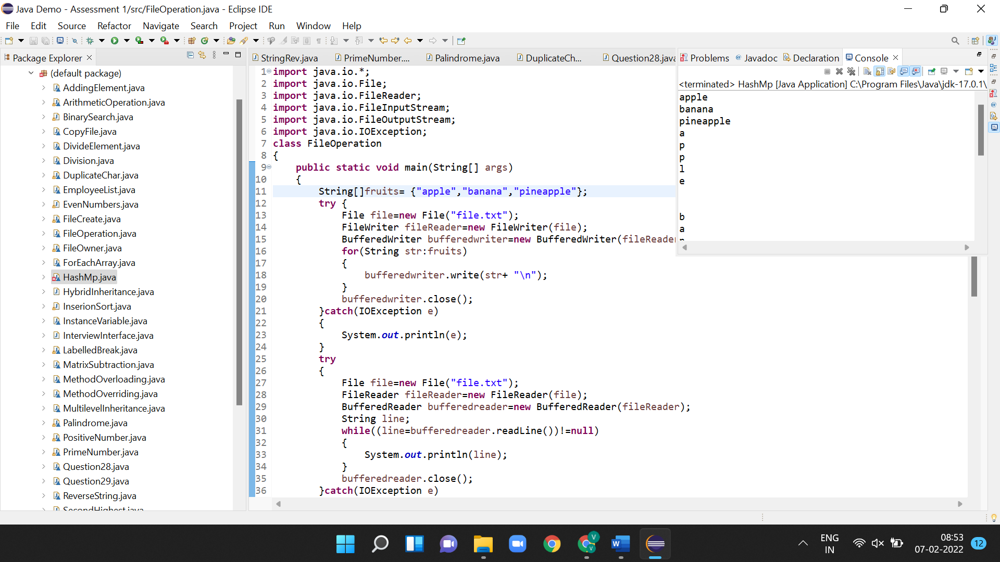 Java Demo - Assessment 1/src/FileOperation.java - Eclipse IDE
File Edit Source Refactor Navigate Search Project Run Window Help
Package Explorer
(default package)
AddingElement.java
ArithmeticOperation.java
BinarySearch.java
CopyFile.java
DivideElement.java
Division.java
DuplicateChar.java
EmployeeList.java
EvenNumbers.java
FileCreate.java
FileOperation.java
FileOwner.java
ForEachArray.java
HashMp.java
HybridInheritance.java
InserionSort.java
InstanceVariable.java
InterviewInterface.java
LabelledBreak.java
MatrixSubtraction.java
MethodOverloading.java
MethodOverriding.java
MultilevelInheritance.java
Palindrome.java
PositiveNumber.java
PrimeNumber.java
Question28.java
Question29.java
ReverseString.java
SecondHighest.java
StringRev.java PrimeNumber.... Palindrome.java DuplicateCh... Question28.java
1 import java.io.*;
2 import java.io.File;
3 import java.io.FileReader;
4 import java.io.FileInputStream;
5 import java.io.FileOutputStream;
6 import java.io.IOException;
7 class FileOperation
8 {
9 public static void main(String[] args)
10 {
11 String[]fruits= {"apple","banana","pineapple"};
12 try {
13 File file=new File("file.txt");
14 FileWriter fileReader=new FileWriter(file);
15 BufferedWriter bufferedwriter=new BufferedWriter(fileReader
16 for(String str:fruits)
17 {
18 bufferedwriter.write(str+ "\n");
19 }
20 bufferedwriter.close();
21 }catch(IOException e)
22 {
23 System.out.println(e);
24 }
25 try
26 {
27 File file=new File("file.txt");
28 FileReader fileReader=new FileReader(file);
29 BufferedReader bufferedreader=new BufferedReader(fileReader);
30 String line;
31 while((line=bufferedreader.readLine())!=null)
32 {
33 System.out.println(line);
34 }
35 bufferedreader.close();
36 }catch(IOException e)
Problems Javadoc Declaration Console
<terminated> HashMp [Java Application] C:\Program Files\Java\jdk-17.0.1\
apple
banana
pineapple
a
p
p
l
e
b
a
ENG
IN
08:53
07-02-2022
12